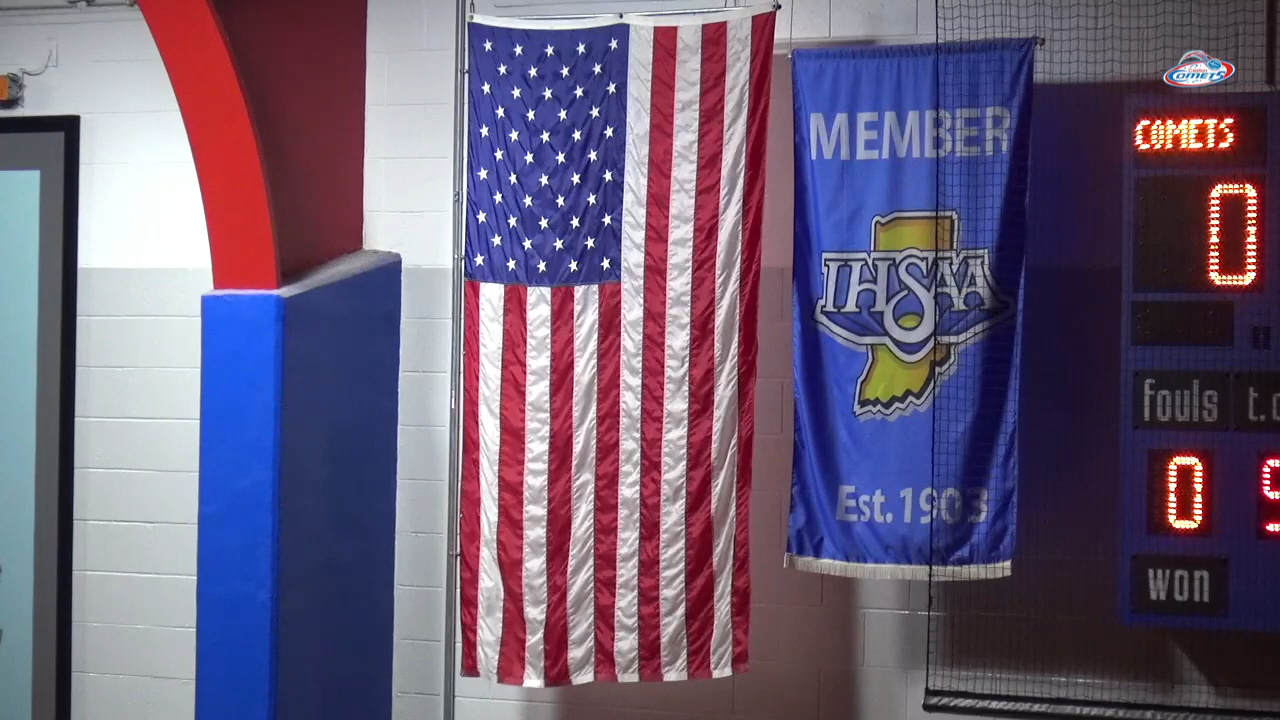 MEMBER
IHSAA
Est. 1903
COMETS
COMETS
0
fouls
t.
0
won